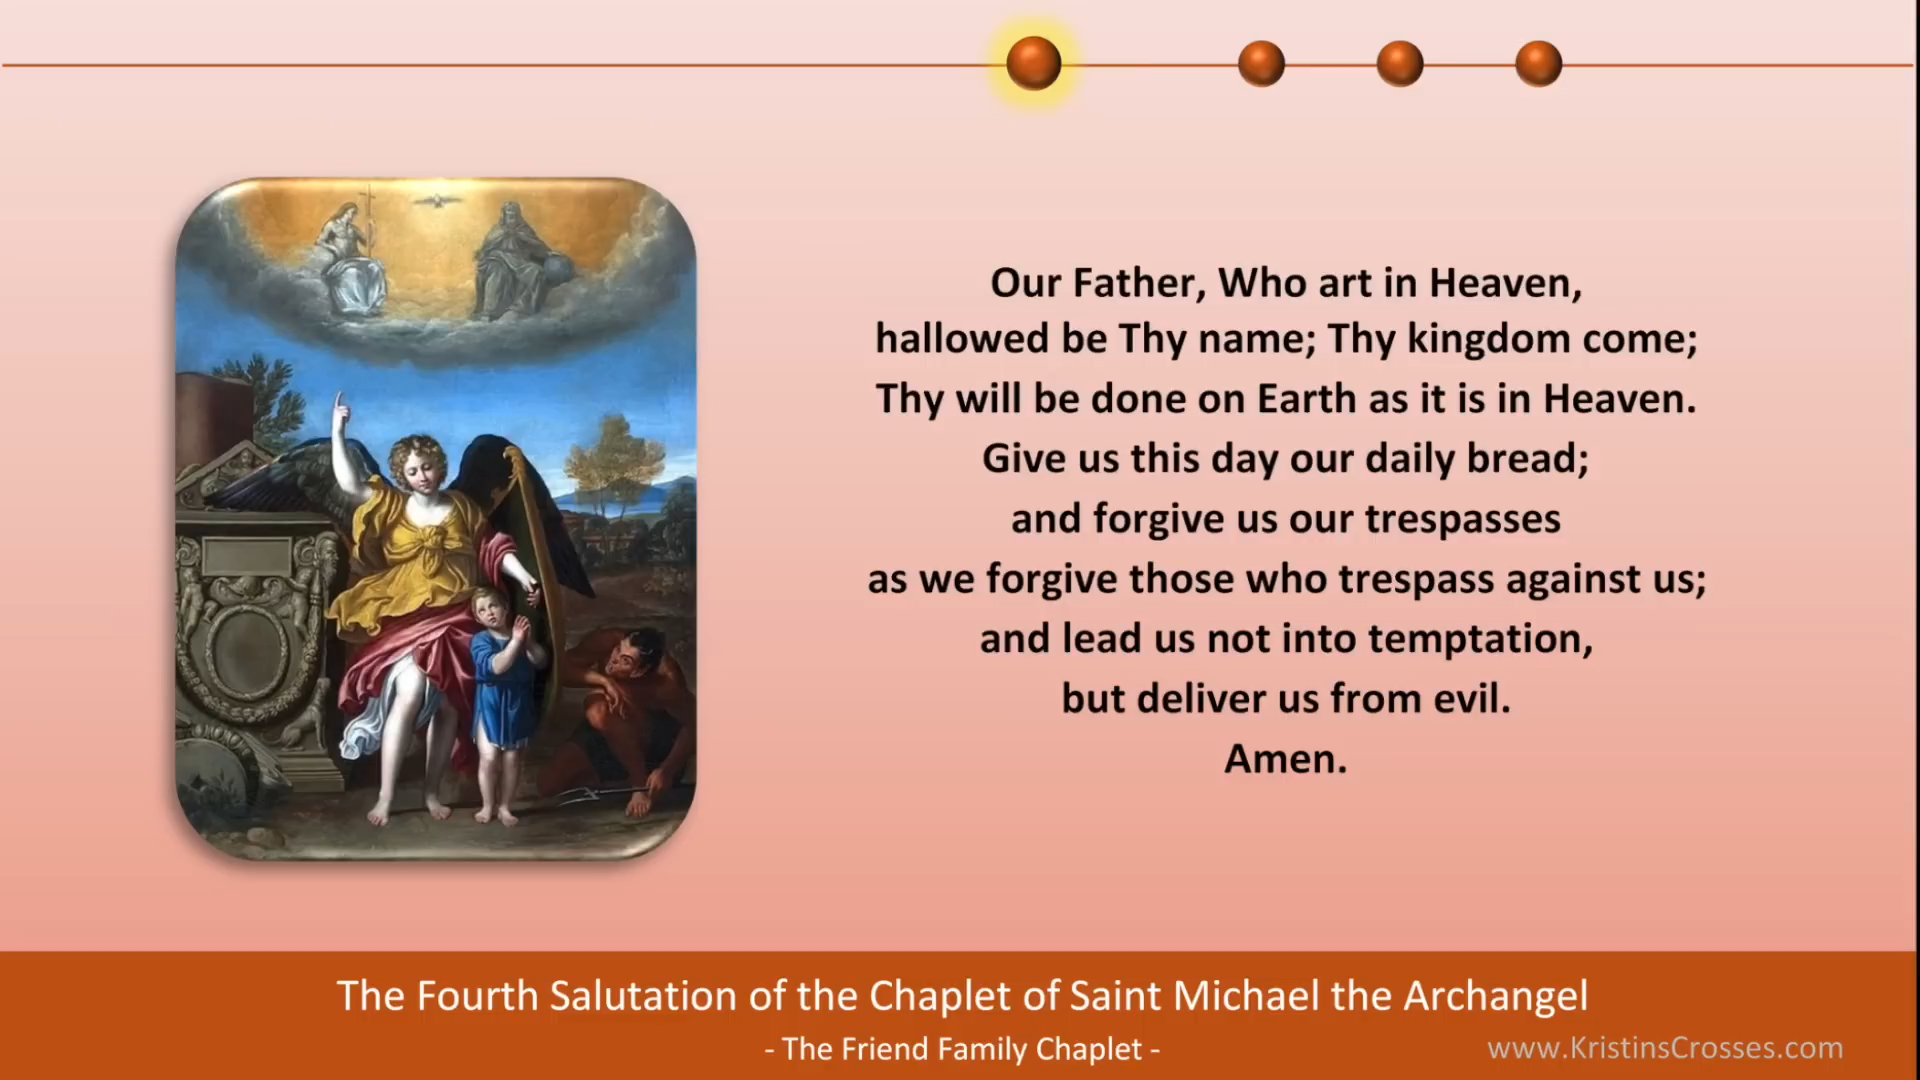 Our Father, Who art in Heaven,
hallowed be Thy name; Thy kingdom come;
Thy will be done on Earth as it is in Heaven.
Give us this day our daily bread;
and forgive us our trespasses
as we forgive those who trespass against us;
and lead us not into temptation,
but deliver us from evil.
Amen.
The Fourth Salutation of the Chaplet of Saint Michael the Archangel
- The Friend Family Chaplet -
www.KristinsCrosses.com